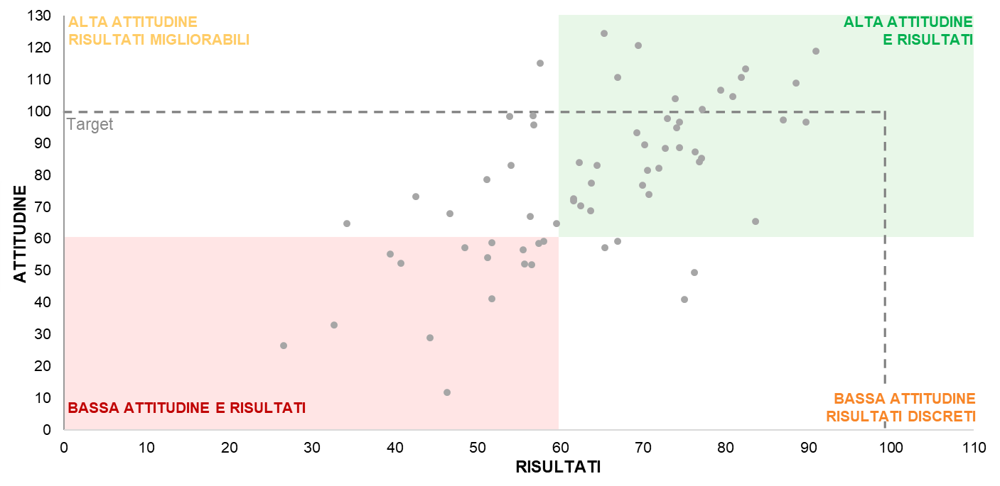 130
120
110
100
90
80
70
60
50
40
30
20
10
0
ATTITUDINE
ALTA ATTITUDINE
RISULTATI MIGLIORABILI
ALTA ATTITUDINE
E RISULTATI
Target
BASSA ATTITUDINE E RISULTATI
BASSA ATTITUDINE
RISULTATI DISCRETI
0 10 20 30 40 50 60 70 80 90 100 110
RISULTATI